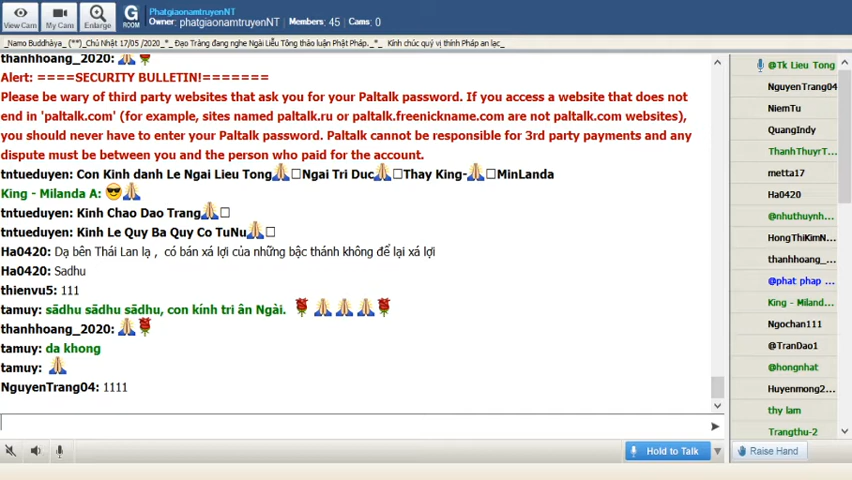 View Cam
My Cam
Enlarge
G
ROOM
PhatgiaonamtruyenNT
Owner: phatgiaonamtruyenNT Members: 45 Cams: 0
_Namo Buddhàya_ (**)_Chủ Nhật 17/05 /2020_*_ Đạo Tràng đang nghe Ngài Liễu Tông thảo luận Phật Pháp._*_ Kính chúc quý vị thính Pháp an lạc_
thanhhoang_2020:
Alert: ====SECURITY BULLETIN!=======
Please be wary of third party websites that ask you for your Paltalk password. If you access a website that does not
end in 'paltalk.com' (for example, sites named paltalk.ru or paltalk.freenickname.com are not paltalk.com websites),
you should never have to enter your Paltalk password. Paltalk cannot be responsible for 3rd party payments and any
dispute must be between you and the person who paid for the account.
tntueduyen: Con Kinh danh Le Ngai Lieu Tong🙏□Ngai Tri Duc🙏□Thay King-🙏□MinLanda
King - Milanda A: 😎🙏
tntueduyen: Kinh Chao Dao Trang🙏□
tntueduyen: Kinh Le Quy Ba Quy Co TuNu🙏□
Ha0420: Dạ bên Thái Lan lạ , có bán xá lợi của những bậc thánh không để lại xá lợi
Ha0420: Sadhu
thienvu5: 111
tamuy: sādhu sādhu sādhu, con kính tri ân Ngài. 🌹🙏🙏🙏🌹
thanhhoang_2020: 🙏🌹
tamuy: da khong
tamuy: 🙏
NguyenTrang04: 1111
@Tk Lieu Tong
NguyenTrang04
NiemTu
QuangIndy
ThanhThuyrT...
metta17
Ha0420
@nhuthuynh...
HongThiKimN...
thanhhoang_...
@phat phap ...
King - Miland...
Ngochan111
@TranDao1
@hongnhat
Huyenmong2...
thy lam
Trangthu-2
Hold to Talk
Raise Hand